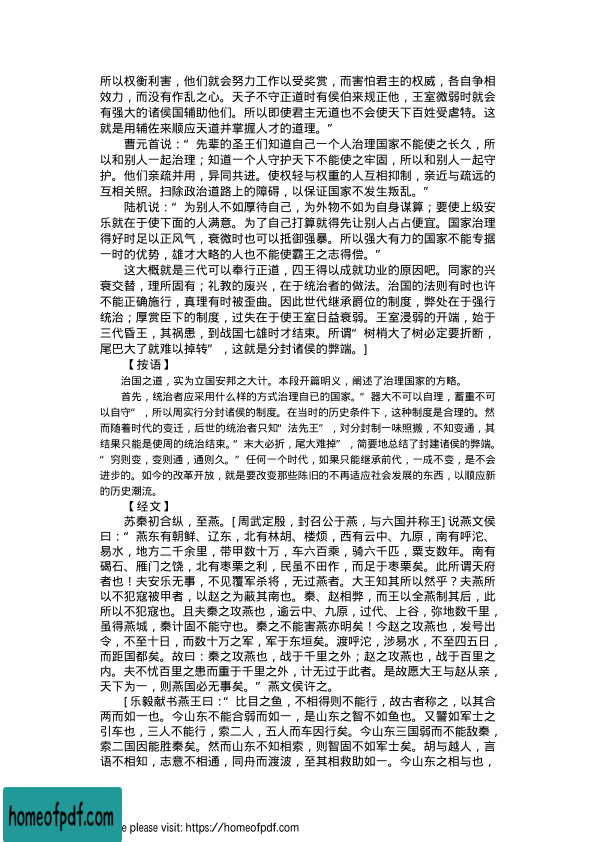 所以权衡利害，他们就会努力工作以受奖赏，而害怕君主的权威，各自争相
效力，而没有作乱之心。天子不守正道时有侯伯来规正他，王室微弱时就会
有强大的诸侯国辅助他们。所以即使君主无道也不会使天下百姓受虐待。这
就是用辅佐来顺应天道并掌握人才的道理。”
曹元首说：“先辈的圣王们知道自己一个人治理国家不能使之长久，所
以和别人一起治理；知道一个人守护天下不能使之牢固，所以和别人一起守
护。他们亲疏并用，异同共进。使权轻与权重的人互相抑制，亲近与疏远的
互相关照。扫除政治道路上的障碍，以保证国家不发生叛乱。”
陆机说：“为别人不如厚待自己，为外物不如为自身谋算；要使上级安
乐就在于使下面的人满意。为了自己打算就得先让别人占占便宜。国家治理
得好时足以正风气，衰微时也可以抵御强暴。所以强大有力的国家不能专据
一时的优势，雄才大略的人也不能使霸王之志得偿。”
这大概就是三代可以奉行正道，四王得以成就功业的原因吧。同家的兴
衰交替，理所固有；礼教的废兴，在于统治者的做法。治国的法则有时也许
不能正确施行，真理有时被歪曲。因此世代继承爵位的制度，弊处在于强行
统治；厚赏臣下的制度，过失在于使王室日益衰弱。王室浸弱的开端，始于
三代昏王，其祸患，到战国七雄时才结束。所谓“树梢大了树必定要折断，
尾巴大了就难以掉转”，这就是分封诸侯的弊端。]
【按语】
治国之道，实为立国安邦之大计。本段开篇明义，阐述了治理国家的方略。
首先，统治者应采用什么样的方式治理自已的国家。“器大不可以自理，蓄重不可
以自守”，所以周实行分封诸侯的制度。在当时的历史条件下，这种制度是合理的。然
而随着时代的变迁，后世的统治者只知“法先王”，对分封制一味照搬，不知变通，其
结果只能是使周的统治结束。“末大必折，尾大难掉”，简要地总结了封建诸侯的弊端。
“穷则变，变则通，通则久。”任何一个时代，如果只能继承前代，一成不变，是不会
进步的。如今的改革开放，就是要改变那些陈旧的不再适应社会发展的东西，以顺应新
的历史潮流。
【经文】
苏秦初合纵，至燕。[周武定殷，封召公于燕，与六国并称王]说燕文侯
曰：“燕东有朝鲜、辽东，北有林胡、楼烦，西有云中、九原，南有呼沱、
易水，地方二千余里，带甲数十万，车六百乘，骑六千匹，粟支数年。南有
碣石、雁门之饶，北有枣栗之利，民虽不田作，而足于枣栗矣。此所谓天府
者也！夫安乐无事，不见覆军杀将，无过燕者。大王知其所以然乎？夫燕所
以不犯寇被甲者，以赵之为蔽其南也。秦、赵相弊，而王以全燕制其后，此
所以不犯寇也。且夫秦之攻燕也，逾云中、九原，过代、上谷，弥地数千里，
虽得燕城，秦计固不能守也。秦之不能害燕亦明矣！今赵之攻燕也，发号出
令，不至十日，而数十万之军，军于东垣矣。渡呼沱，涉易水，不至四五日，
而距国都矣。故曰：秦之攻燕也，战于千里之外；赵之攻燕也，战于百里之
内。夫不忧百里之患而重于千里之外，计无过于此者。是故愿大王与赵从亲，
天下为一，则燕国必无事矣。”燕文侯许之。
[乐毅献书燕王曰：“比目之鱼，不相得则不能行，故古者称之，以其合
两而如一也。今山东不能合弱而如一，是山东之智不如鱼也。又譬如军士之
引车也，三人不能行，索二人，五人而车因行矣。今山东三国弱而不能敌秦，
索二国因能胜秦矣。然而山东不知相索，则智固不如军士矣。胡与越人，言
语不相知，志意不相通，同舟而渡波，至其相救助如一。今山东之相与也，
homeofpdf.com
e please visit: https://homeofpdf.com